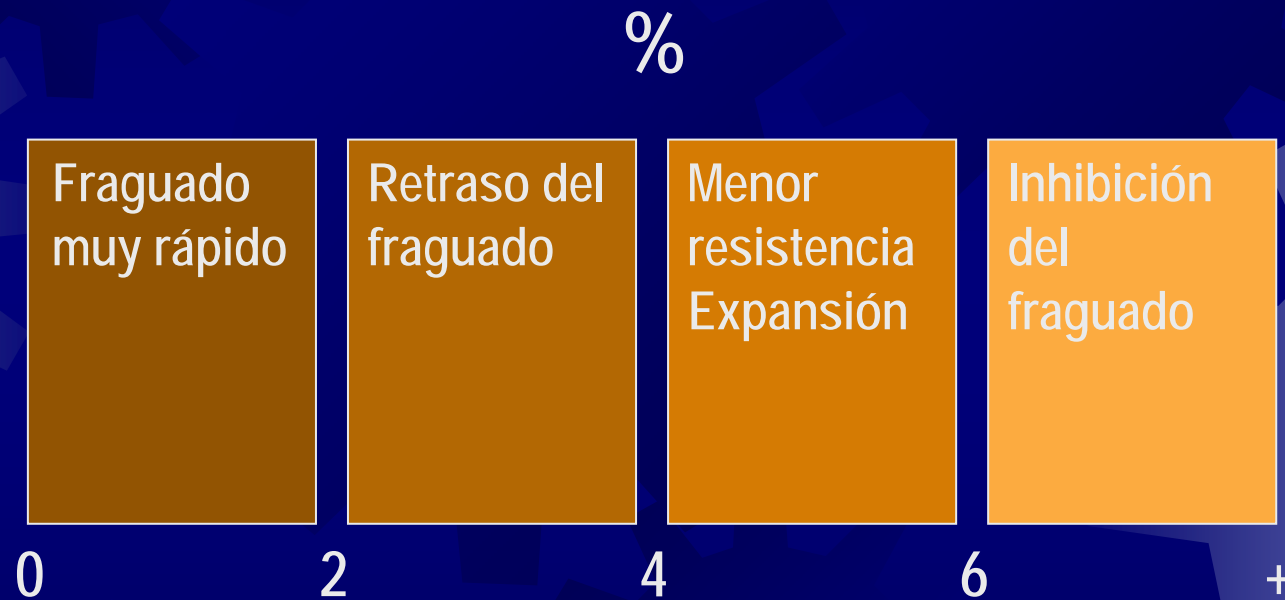 %
Fraguado
muy rápido
Retraso del
fraguado
Menor
resistencia
Expansión
Inhibición
del
fraguado
0 2 4 6 +